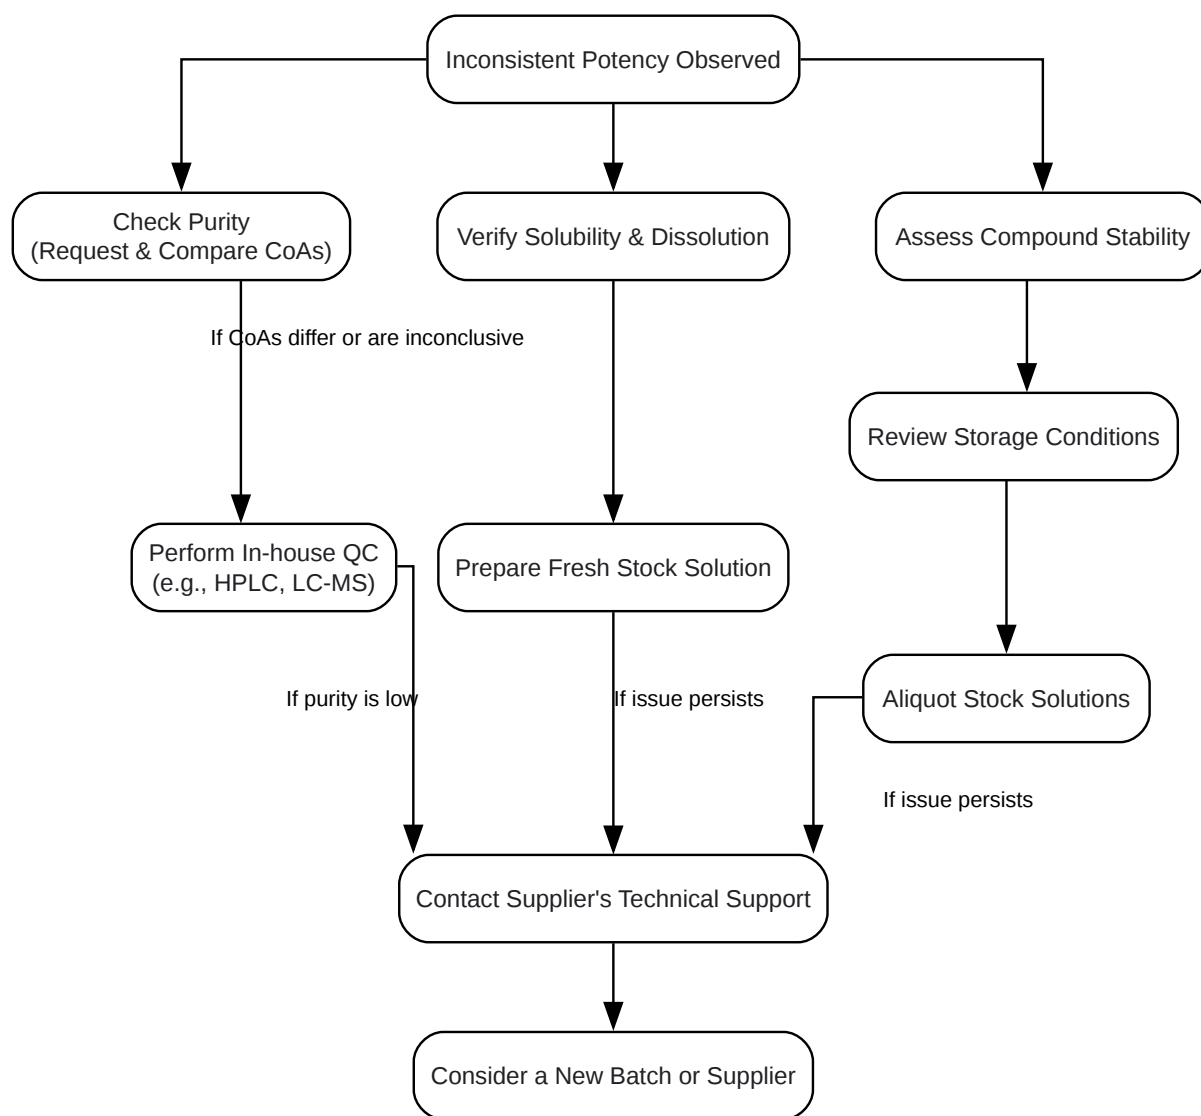 Inconsistent Potency Observed
Check Purity
(Request & Compare CoAs)
Verify Solubility & Dissolution
Assess Compound Stability
If CoAs differ or are inconclusive
Review Storage Conditions
Perform In-house QC
(e.g., HPLC, LC-MS)
Prepare Fresh Stock Solution
If purity is low
If issue persists
Aliquot Stock Solutions
If issue persists
Contact Supplier's Technical Support
Consider a New Batch or Supplier